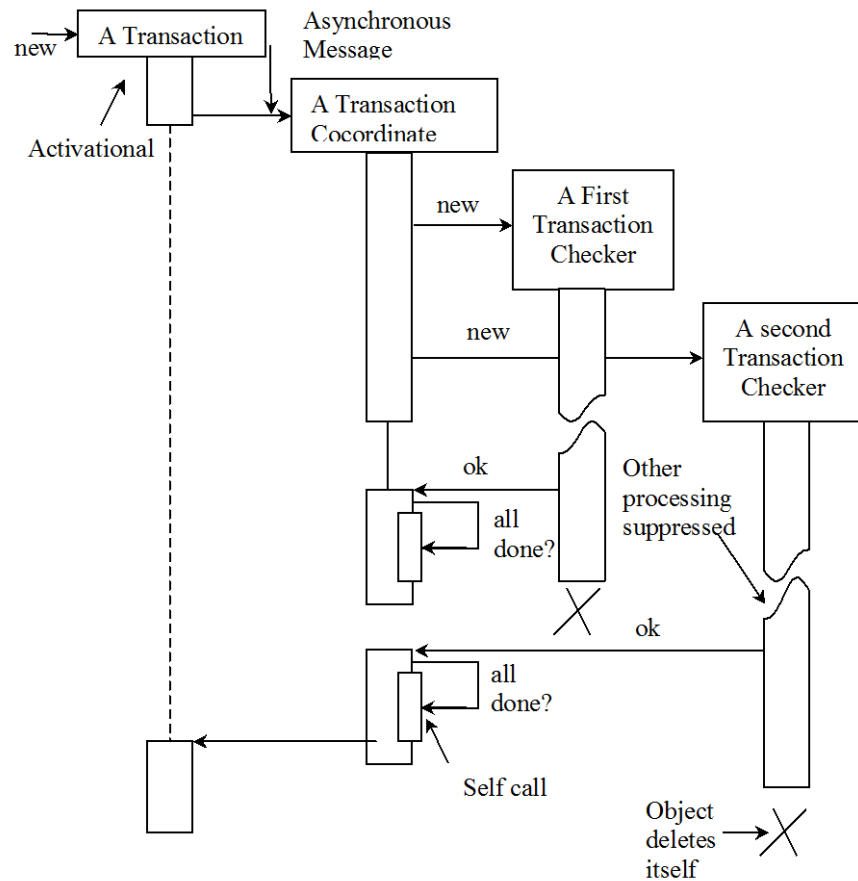 new
A Transaction
Asynchronous
Message
Activational
A Transaction
Cocordinate
new
A First
Transaction
Checker
new
A second
Transaction
Checker
ok
all
done?
Other
processing
suppressed
ok
all
done?
Self call
Object
deletes
itself